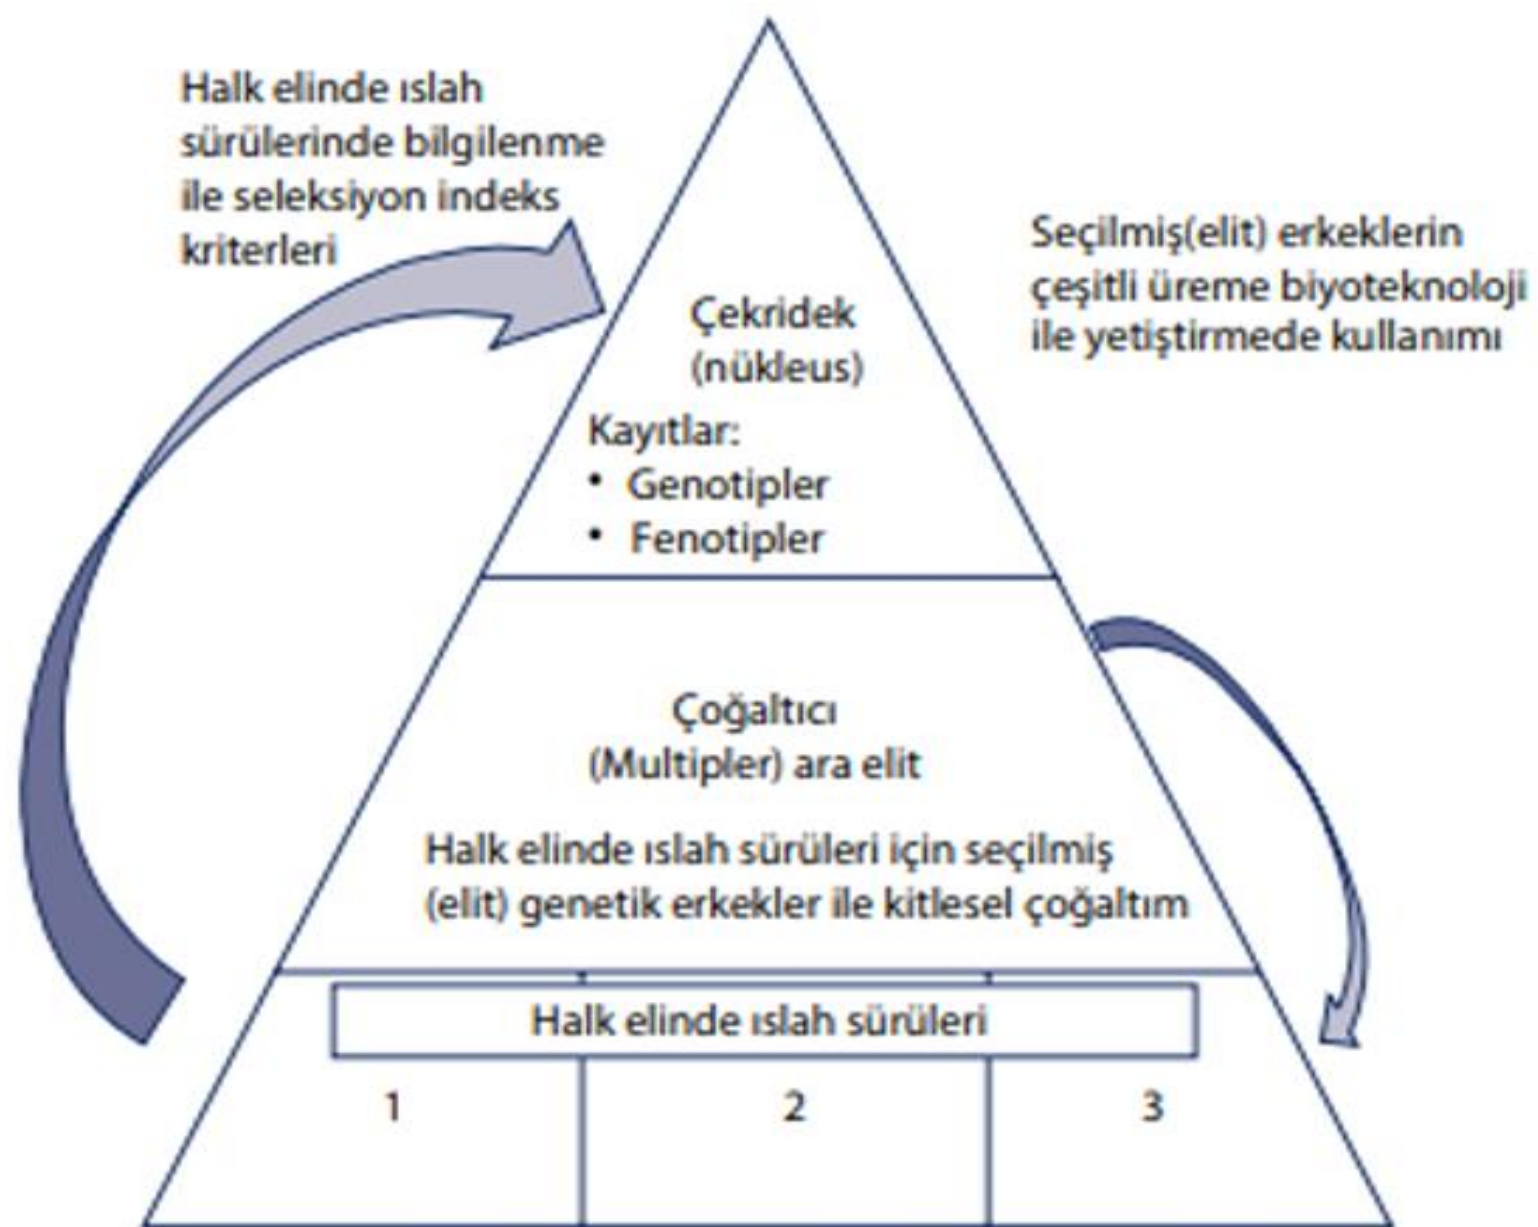 Halk elinde ıslah
sürülerinde bilgilenme
ile seleksiyon indeks
kriterleri
Seçilmiş(elit) erkeklerin
çeşitli üreme biyoteknoloji
ile yetiştirmede kullanımı
Çekridek
(nükleus)
Kayıtlar:
• Genotipler
• Fenotipler
Çoğaltıcı
(Multipler) ara elit
Halk elinde ıslah sürüleri için seçilmiş
(elit) genetik erkekler ile kitlesel çoğaltım
Halk elinde ıslah sürüleri
1 2 3